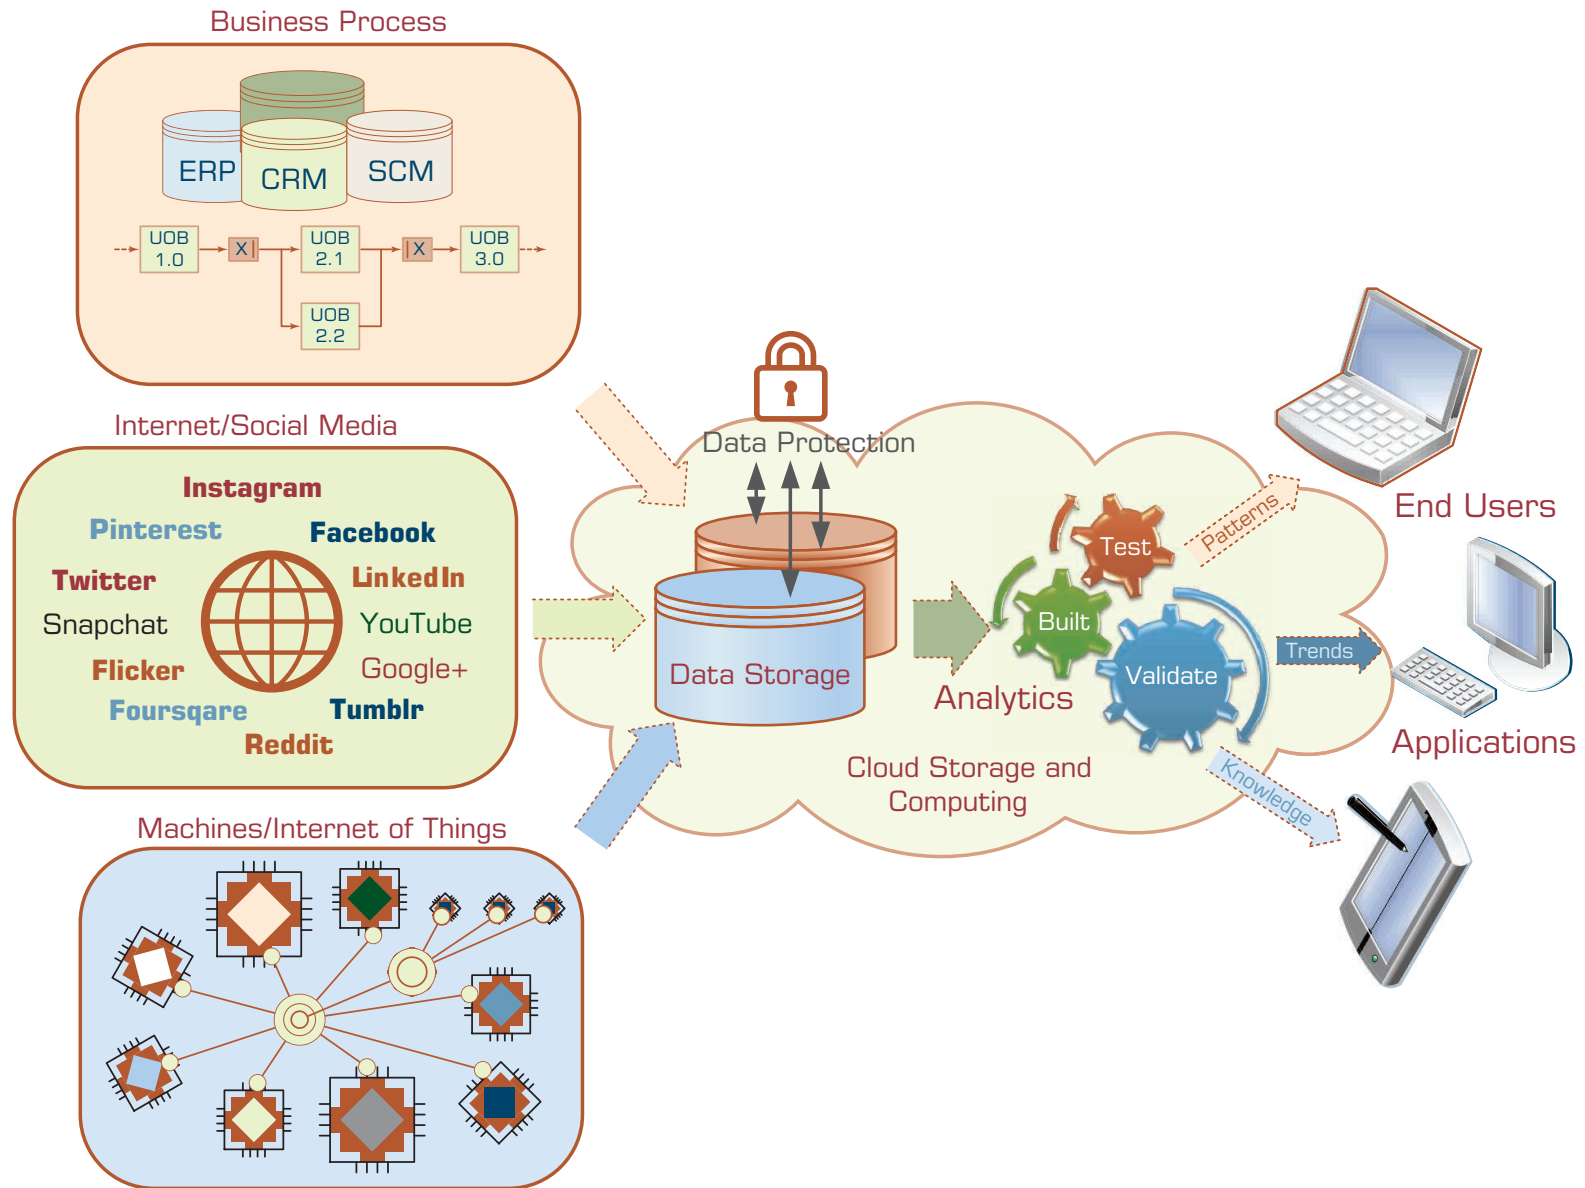 Business Process
ERP
CRM
SCM
UOB
1.0
X
UOB
2.1
X
UOB
3.0
UOB
2.2
Internet/Social Media
Instagram
Pinterest
Facebook
Twitter
LinkedIn
Snapchat
YouTube
Flicker
Google+
Foursqare
Tumblr
Reddit
Machines/Internet of Things
Data Protection
Data Storage
Analytics
Test
Built
Validate
Cloud Storage and
Computing
Patterns
Trends
Knowledge
End Users
Applications